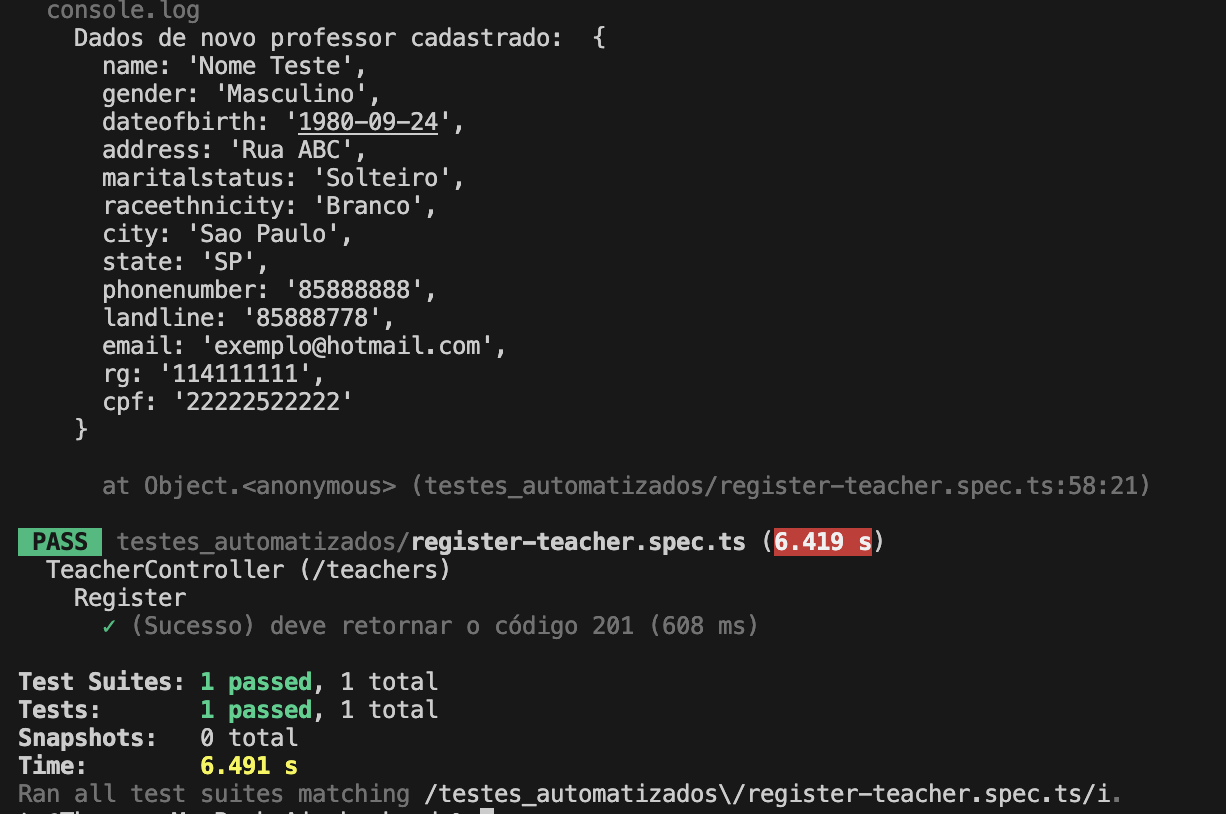 console.log
Dados de novo professor cadastrado:  {
name: 'Nome Teste',
gender: 'Masculino',
dateofbirth: '1980-09-24',
address: 'Rua ABC',
maritalstatus: 'Solteiro',
raceethnicity: 'Branco',
city: 'Sao Paulo',
state: 'SP',
phonenumber: '85888888',
landline: '85888778',
email: 'exemplo@hotmail.com',
rg: '114111111',
cpf: '22222522222'
}
at Object.<anonymous> (testes_automatizados/register-teacher.spec.ts:58:21)
PASS testes_automatizados/register-teacher.spec.ts (6.419 s)
TeacherController (/teachers)
Register
✓ (Sucesso) deve retornar o código 201 (608 ms)
Test Suites: 1 passed, 1 total
Tests: 1 passed, 1 total
Snapshots: 0 total
Time: 6.491 s
Ran all test suites matching /testes_automatizados\/register-teacher.spec.ts/i.